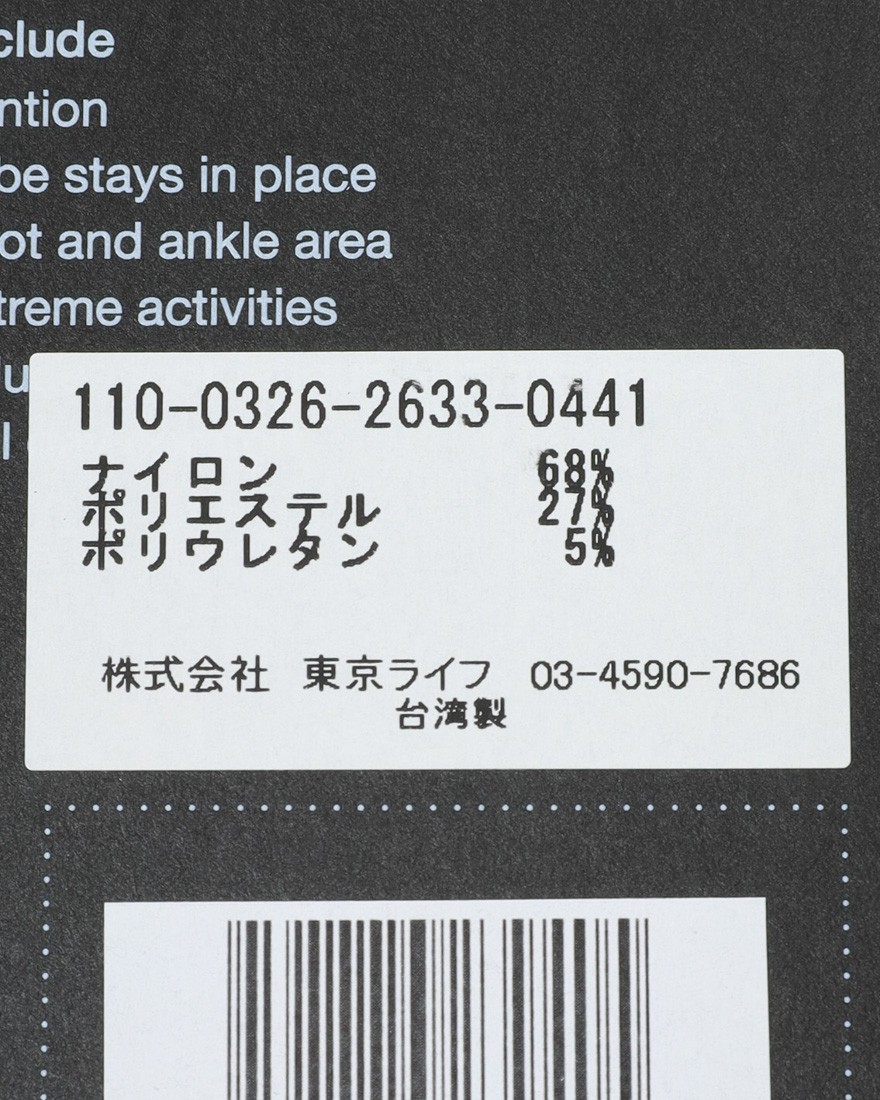 clude
ntion
be stays in place
ot and ankle area
treme activities
lu
l
110-0326-2633-0441
ナイロン 68%
ポリエステル 27%
ポリウレタン 5%
株式会社 東京ライフ 03-4590-7686
台湾製